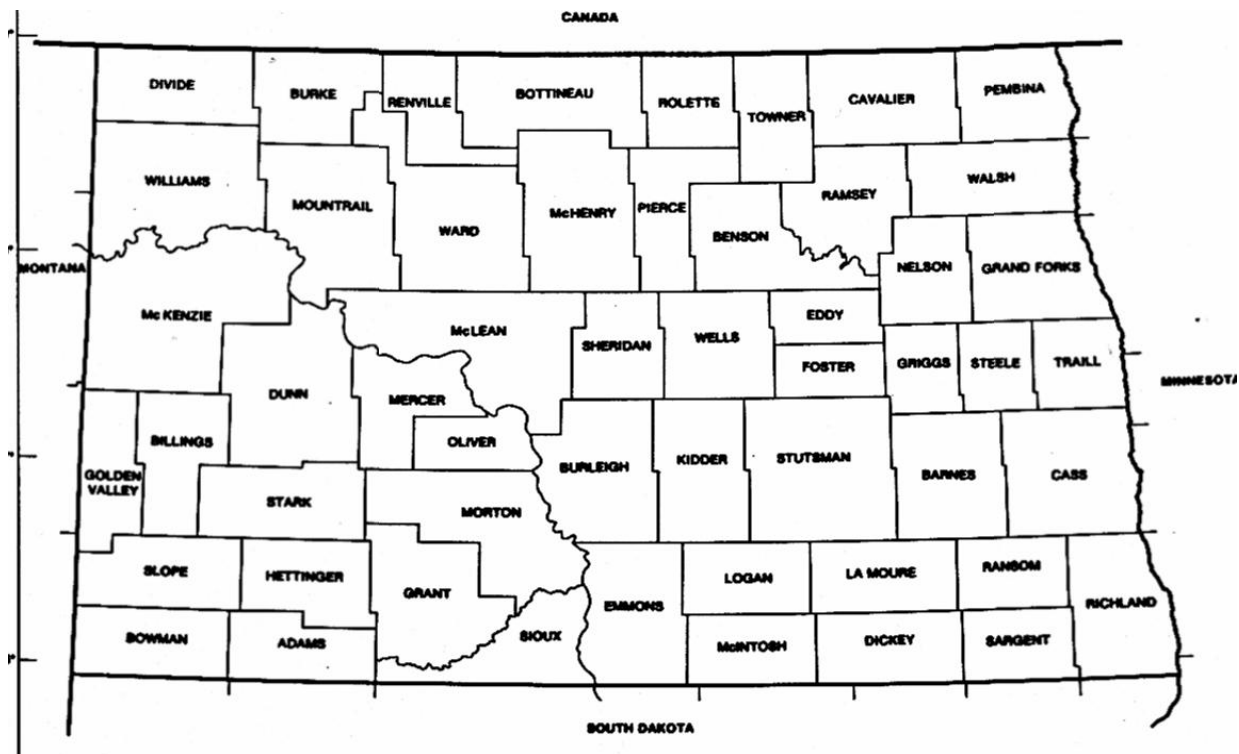 CANADA
DIVIDE
BURKE
RENVILLE
BOTTINEAU
ROLETTE
TOWNER
CAVALIER
PEMBINA
WILLIAMS
MOUNTRAIL
WARD
McHENRY
PIERCE
BENSON
RAMSEY
WALSH
MONTANA
NELSON
GRAND FORKS
McKENZIE
McLEAN
SHERIDAN
WELLS
EDDY
FOSTER
GRIGGS
STEELE
TRAILL
MINNESOTA
DUNN
MERCER
OLIVER
BILLINGS
GOLDEN
VALLEY
STARK
MORTON
BURLEIGH
KIDDER
STUTSMAN
BARNES
CASS
SLOPE
HETTINGER
GRANT
EMMONS
LOGAN
LA MOURE
RANSOM
RICHLAND
BOWMAN
ADAMS
SIOUX
McINTOSH
DICKEY
SARGENT
SOUTH DAKOTA